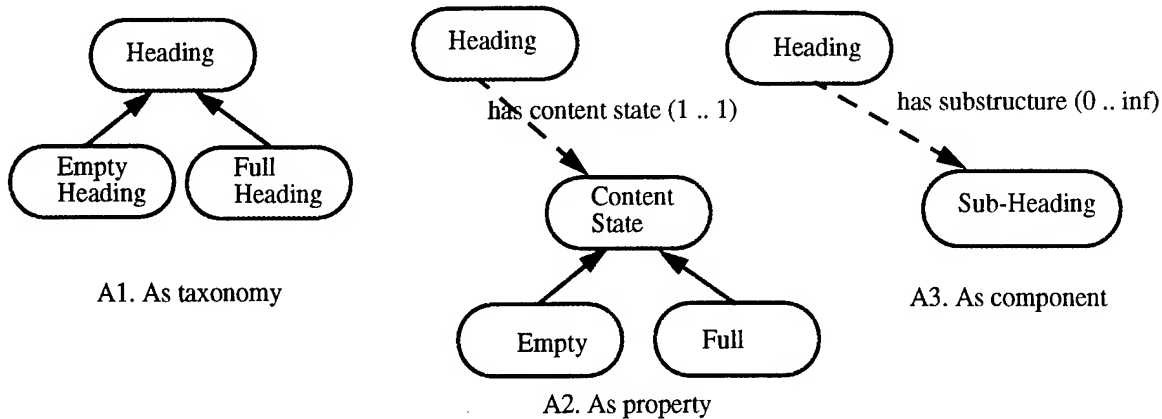 Heading
Empty
Heading
Full
Heading
A1. As taxonomy
Heading
has content state (1 .. 1)
Content
State
Empty
Full
A2. As property
Heading
has substructure (0 .. inf)
Sub-Heading
A3. As component